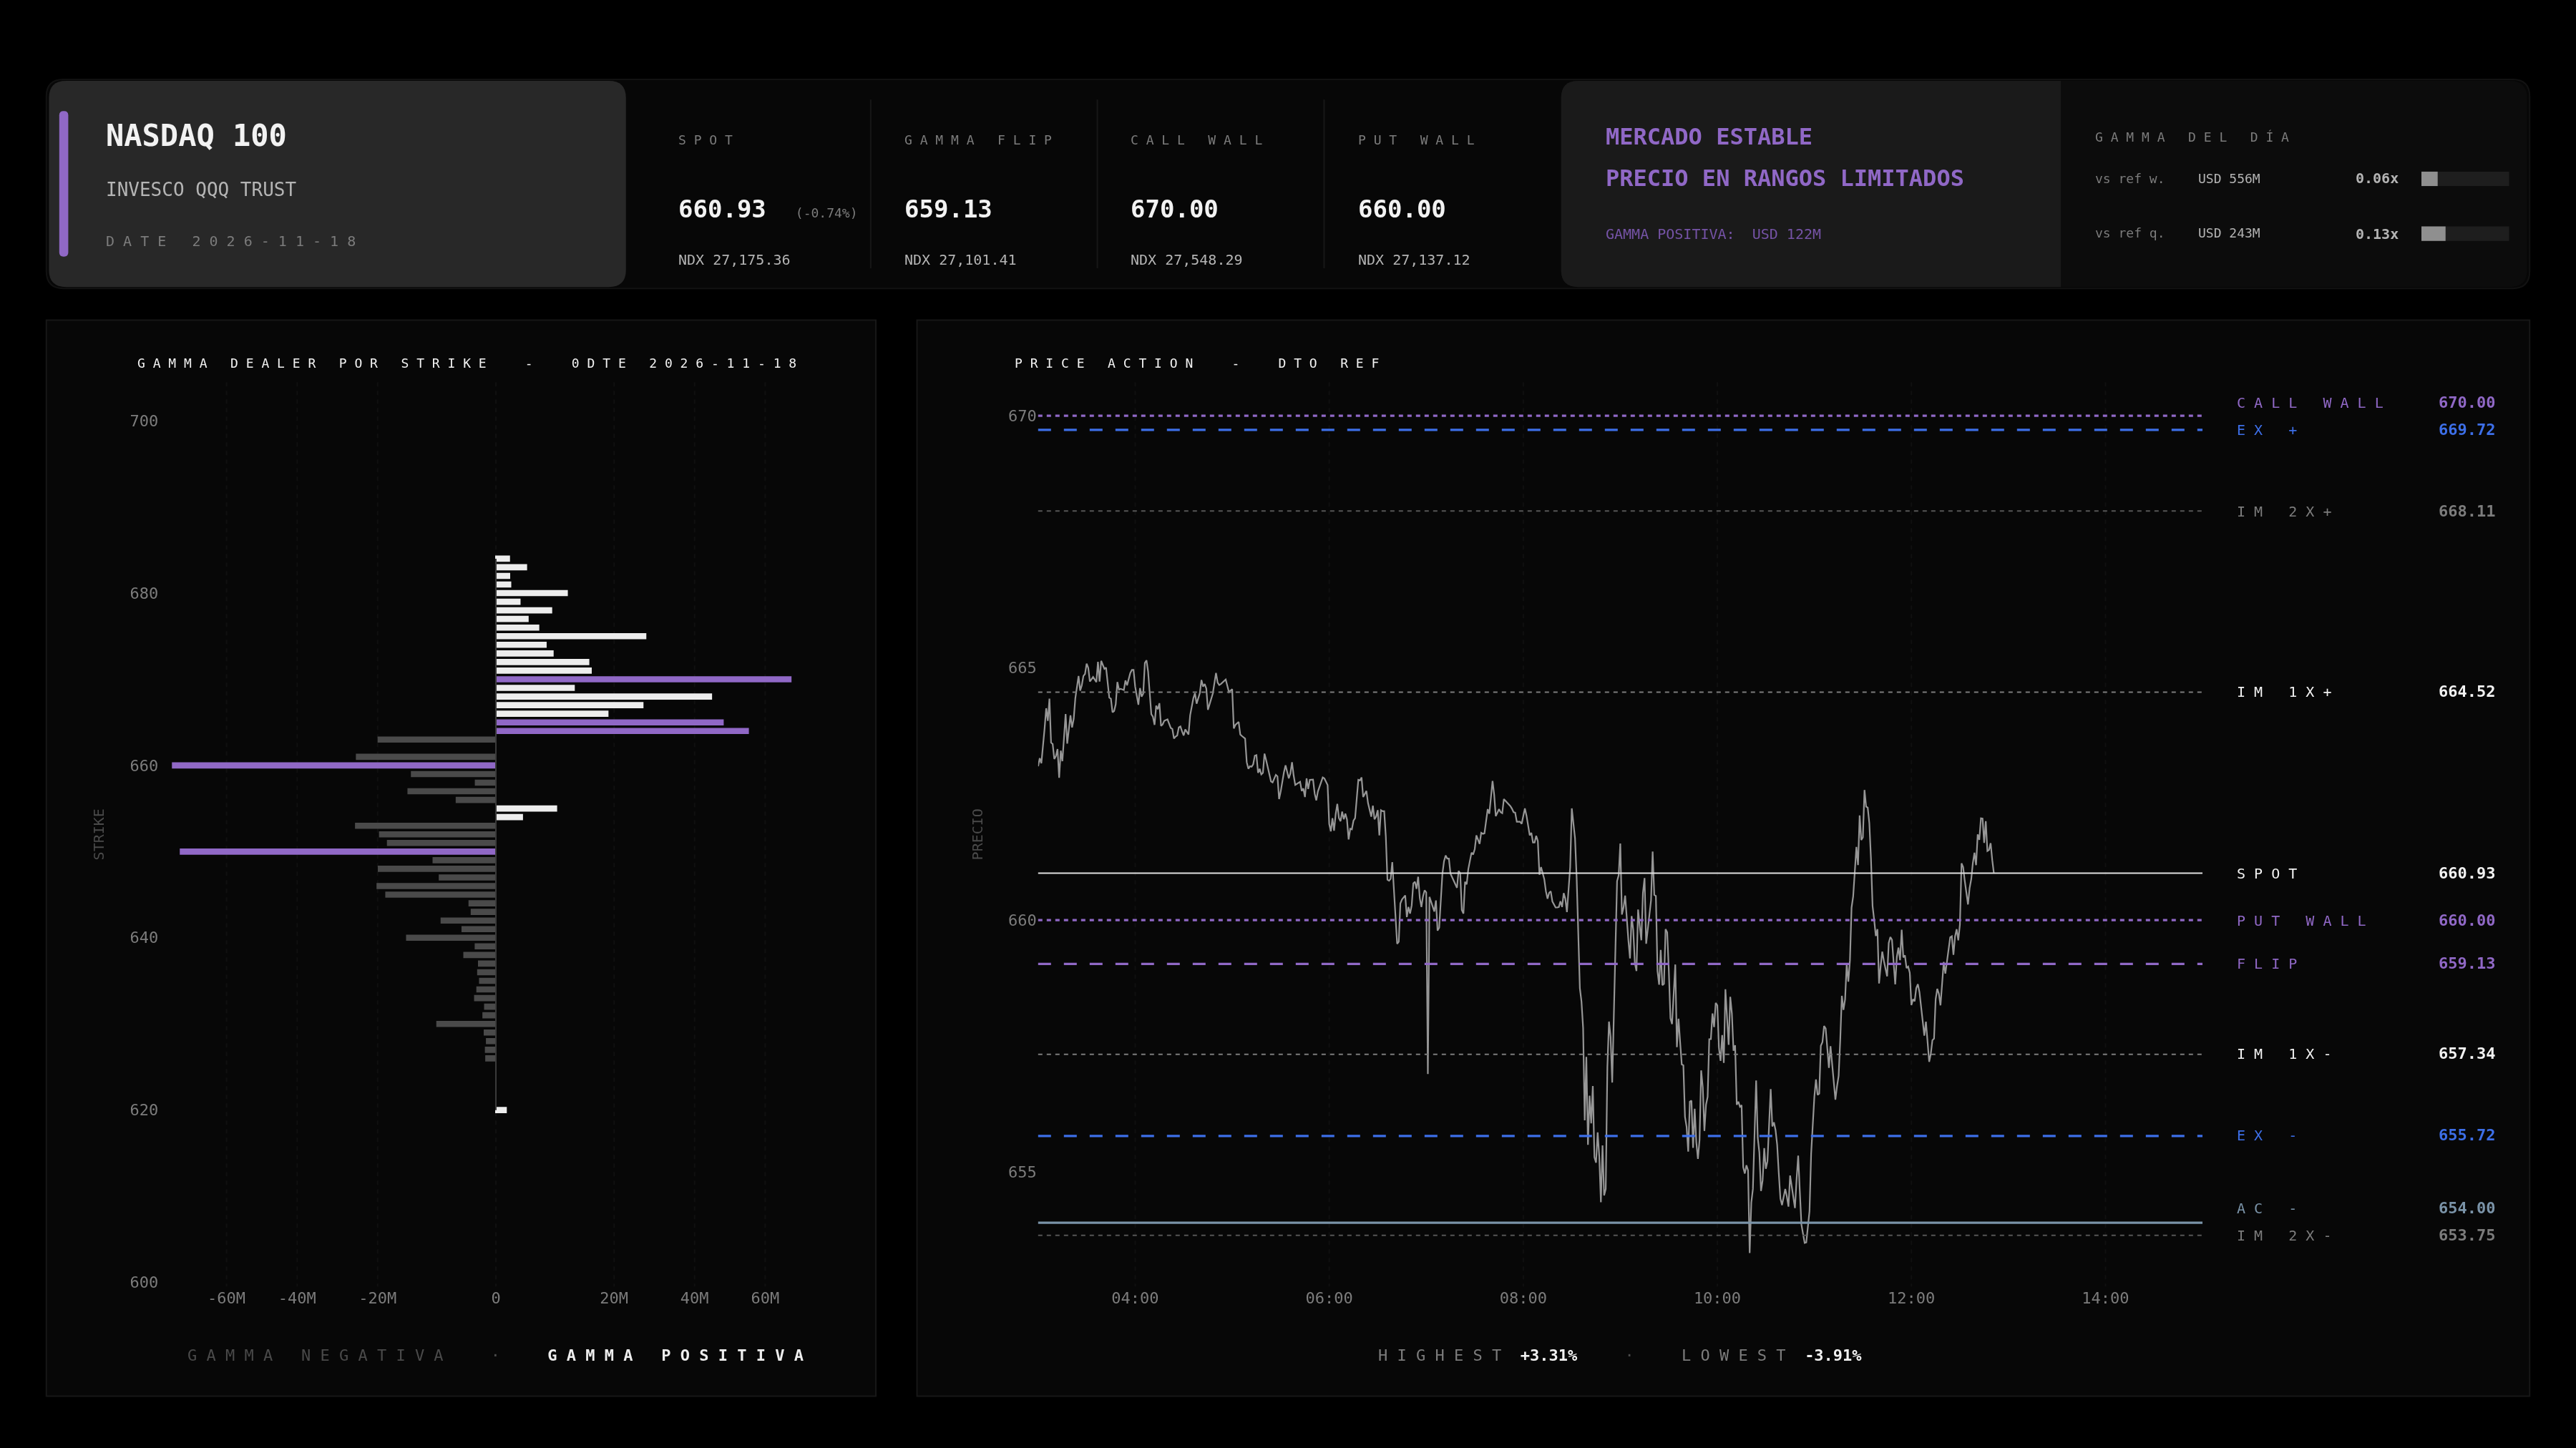 NASDAQ 100
INVESCO QQQ TRUST
DATE 2026-11-18
SPOT
660.93 (-0.74%)
NDX 27,175.36
GAMMA FLIP
659.13
NDX 27,101.41
CALL WALL
670.00
NDX 27,548.29
PUT WALL
660.00
NDX 27,137.12
MERCADO ESTABLE
PRECIO EN RANGOS LIMITADOS
GAMMA POSITIVA: USD 122M
GAMMA DEL DÍA
vs ref w. USD 556M 0.06x
vs ref q. USD 243M 0.13x
GAMMA DEALER POR STRIKE - 0DTE 2026-11-18
700
680
660
640
620
600
STRIKE
-60M -40M -20M 0 20M 40M 60M
GAMMA NEGATIVA · GAMMA POSITIVA
PRICE ACTION - DTO REF
670
665
660
655
PRECIO
CALL WALL 670.00
EX + 669.72
IM 2X+ 668.11
IM 1X+ 664.52
SPOT 660.93
PUT WALL 660.00
FLIP 659.13
IM 1X- 657.34
EX - 655.72
AC - 654.00
IM 2X- 653.75
04:00 06:00 08:00 10:00 12:00 14:00
HIGHEST +3.31% · LOWEST -3.91%